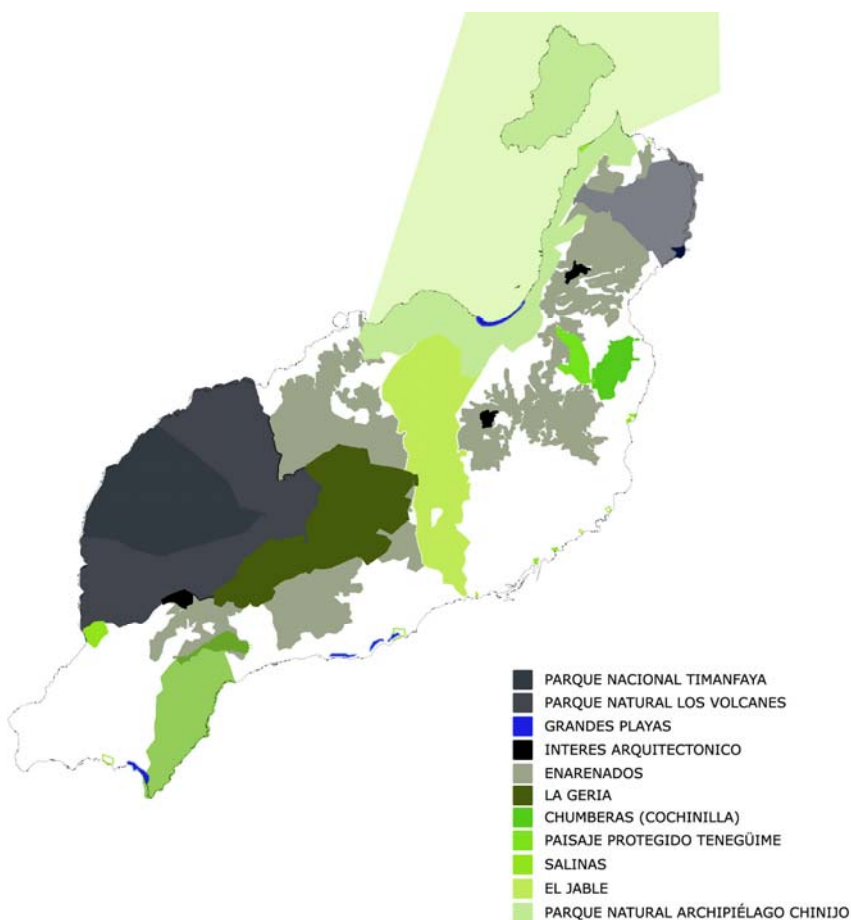 PARQUE NACIONAL TIMANFAYA
PARQUE NATURAL LOS VOLCANES
GRANDES PLAYAS
INTERES ARQUITECTONICO
ENARENADOS
LA GERIA
CHUMBERAS (COCHINILLA)
PAISAJE PROTEGIDO TENEGÜIME
SALINAS
EL JABLE
PARQUE NATURAL ARCHIPIÉLAGO CHINIJO